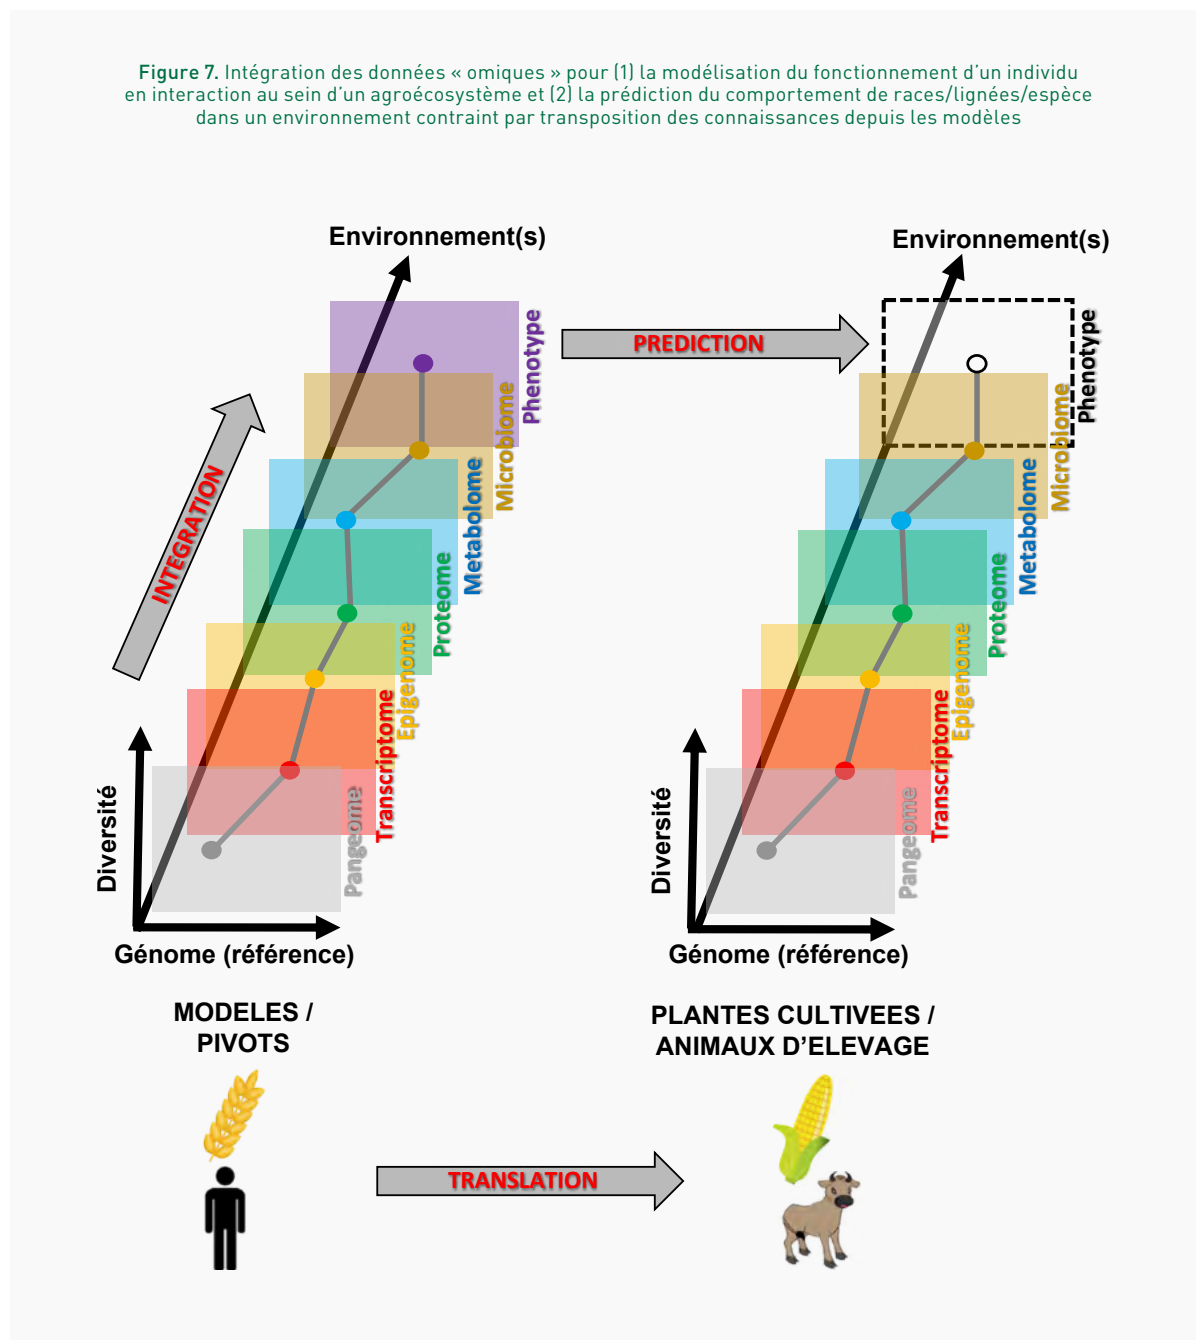 Figure 7. Intégration des données « omiques » pour (1) la modélisation du fonctionnement d’un individu
en interaction au sein d’un agroécosystème et (2) la prédiction du comportement de races/lignées/espèce
dans un environnement contraint par transposition des connaissances depuis les modèles
Environnement(s)
Phenotype
Microbiome
Metabolome
Proteome
Epigenome
Transcriptome
Pangeome
INTEGRATION
Diversité
Génome (référence)
MODELES /
PIVOTS
PREDICTION
Environnement(s)
Phenotype
Microbiome
Metabolome
Proteome
Epigenome
Transcriptome
Pangeome
Diversité
Génome (référence)
PLANTES CULTIVEES /
ANIMAUX D’ELEVAGE
TRANSLATION